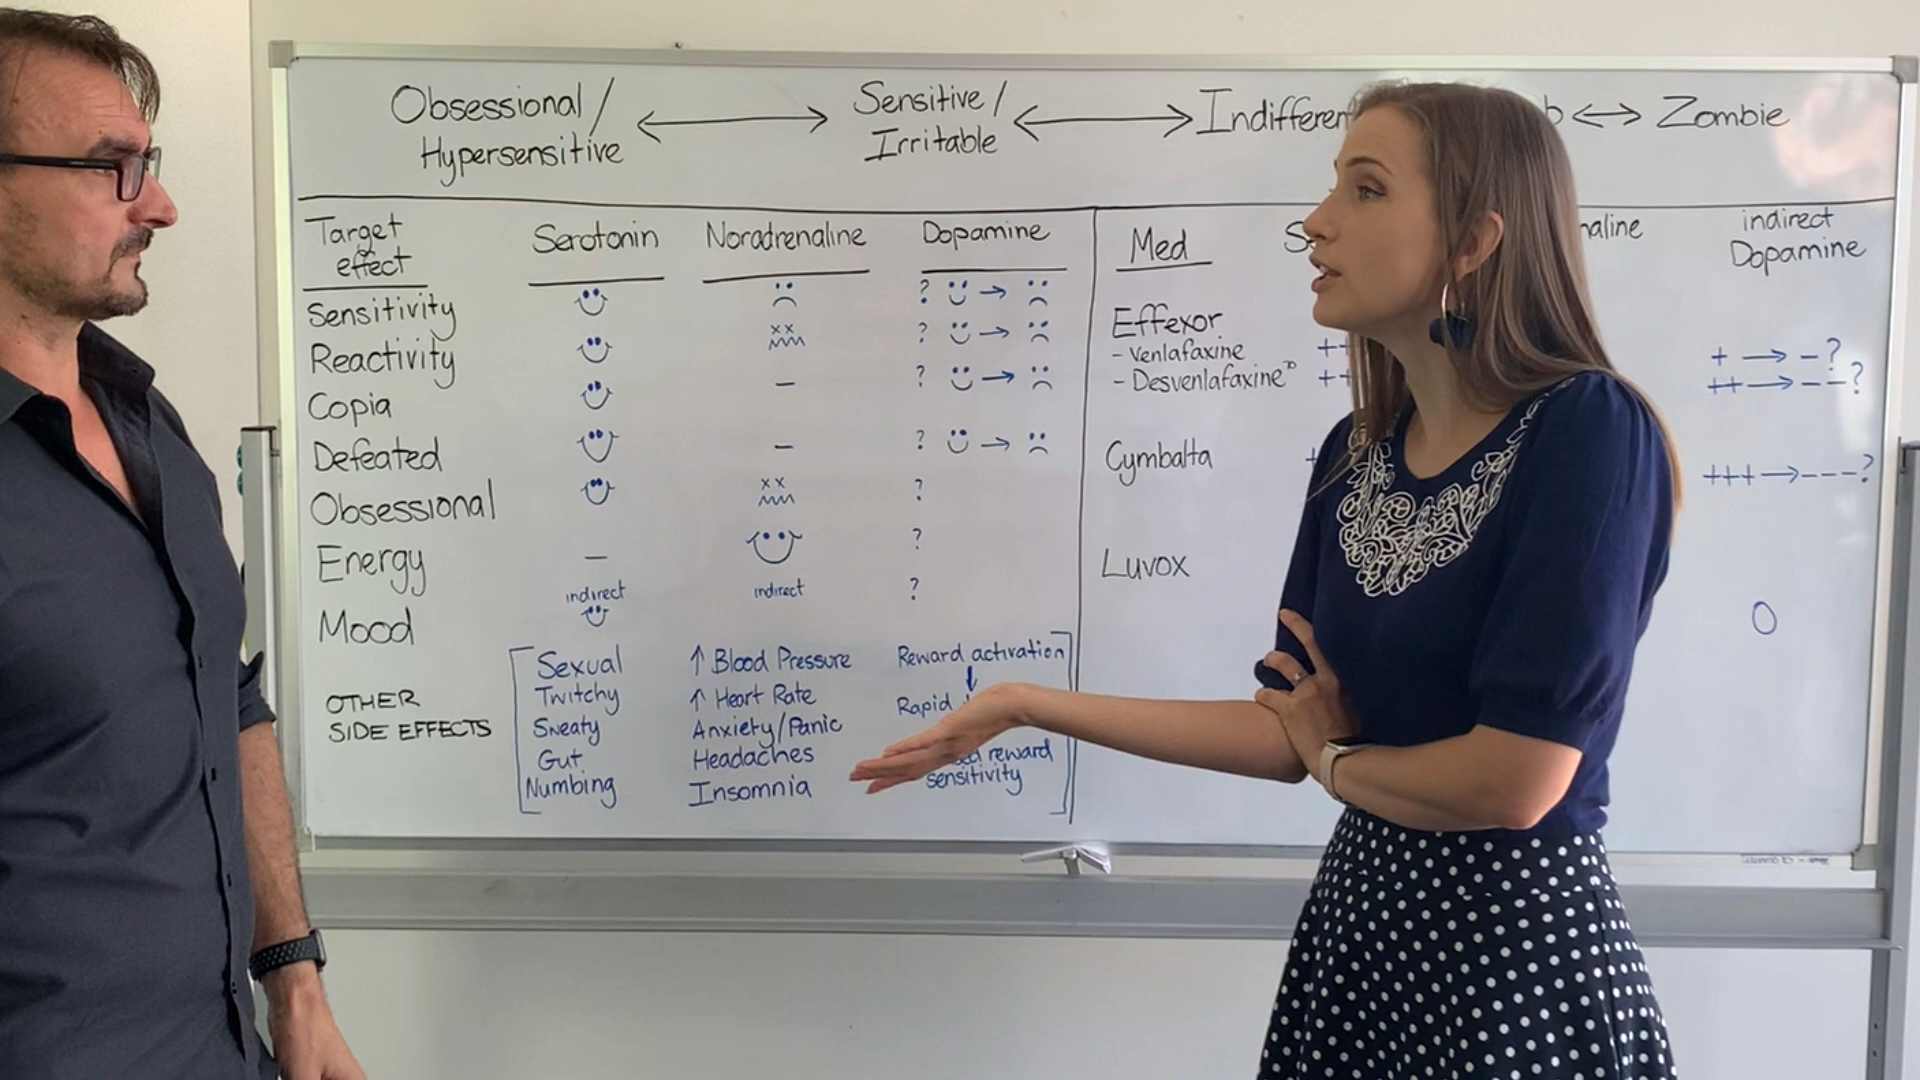 Obsessional / ⟷ Sensitive / ⟷ Indifferent ⟷ Zombie
Hypersensitive Irritable
Target effect Serotonin Noradrenaline Dopamine
Sensitivity ? →
Reactivity ? →
Copia – ? →
Defeated – ? →
Obsessional ?
Energy – ?
Mood indirect indirect ?
OTHER
SIDE EFFECTS
Sexual
Twitchy
Sweaty
Gut
Numbing
↑ Blood Pressure
↑ Heart Rate
Anxiety/Panic
Headaches
Insomnia
Reward activation
↓
Rapid
reward
sensitivity
Med indirect
Dopamine
Effexor
- Venlafaxine + → – ?
- Desvenlafaxine ++ → – – ?
Cymbalta +++ → – – – ?
Luvox
0